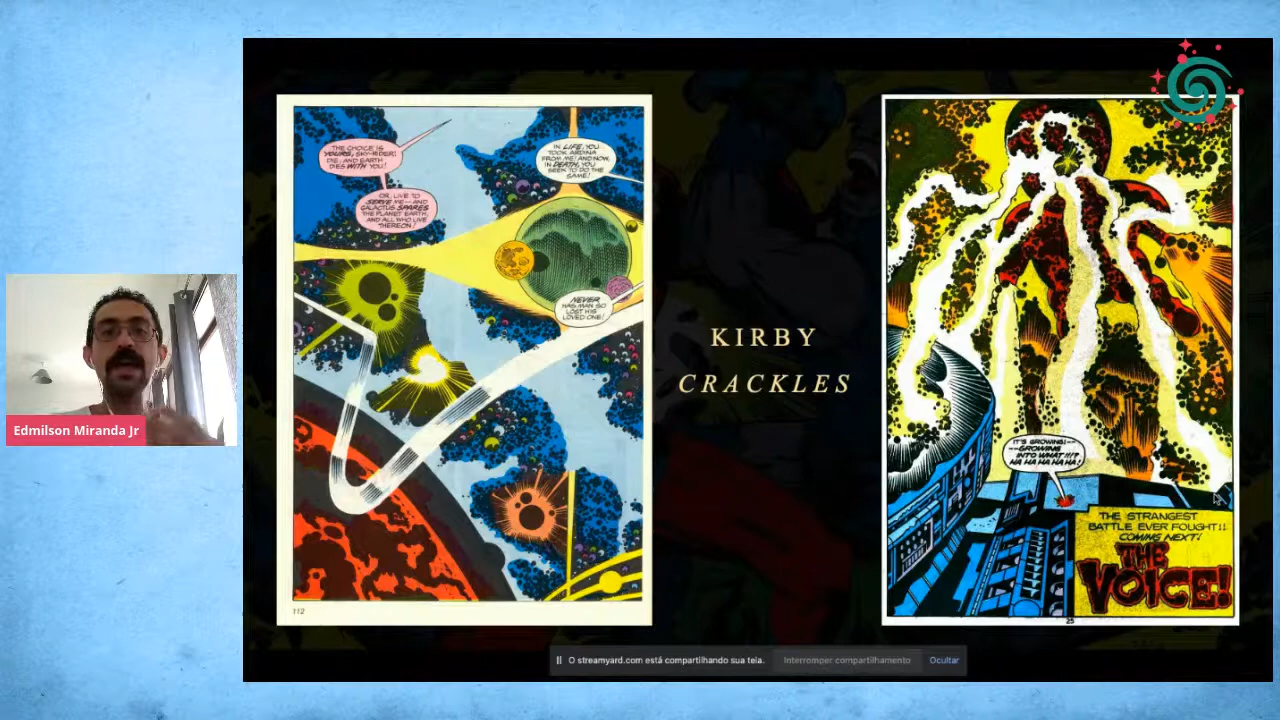 THE CHOICE IS
YOURS, SKY-RIDER!
DIE, AND EARTH
DIES WITH YOU!
OR, LIVE TO
SERVE ME--AND
GALACTUS SPARES
THE PLANET EARTH,
AND ALL WHO LIVE
THEREON!
IN LIFE, YOU
TOOK ARDINA
FROM ME! AND NOW,
IN DEATH, YOU
SEEK TO DO THE
SAME!
NEVER
HAS MAN SO
LOST HIS
LOVED ONE!
112
KIRBY
CRACKLES
IT'S GROWING!--
--GROWING
INTO WHAT!!!?
HA HA HA HA HA!
THE STRANGEST
BATTLE EVER FOUGHT!!
COMING NEXT!
THE
VOICE!
25
Edmilson Miranda Jr
O streamyard.com está compartilhando sua tela.
Interromper compartilhamento
Ocultar